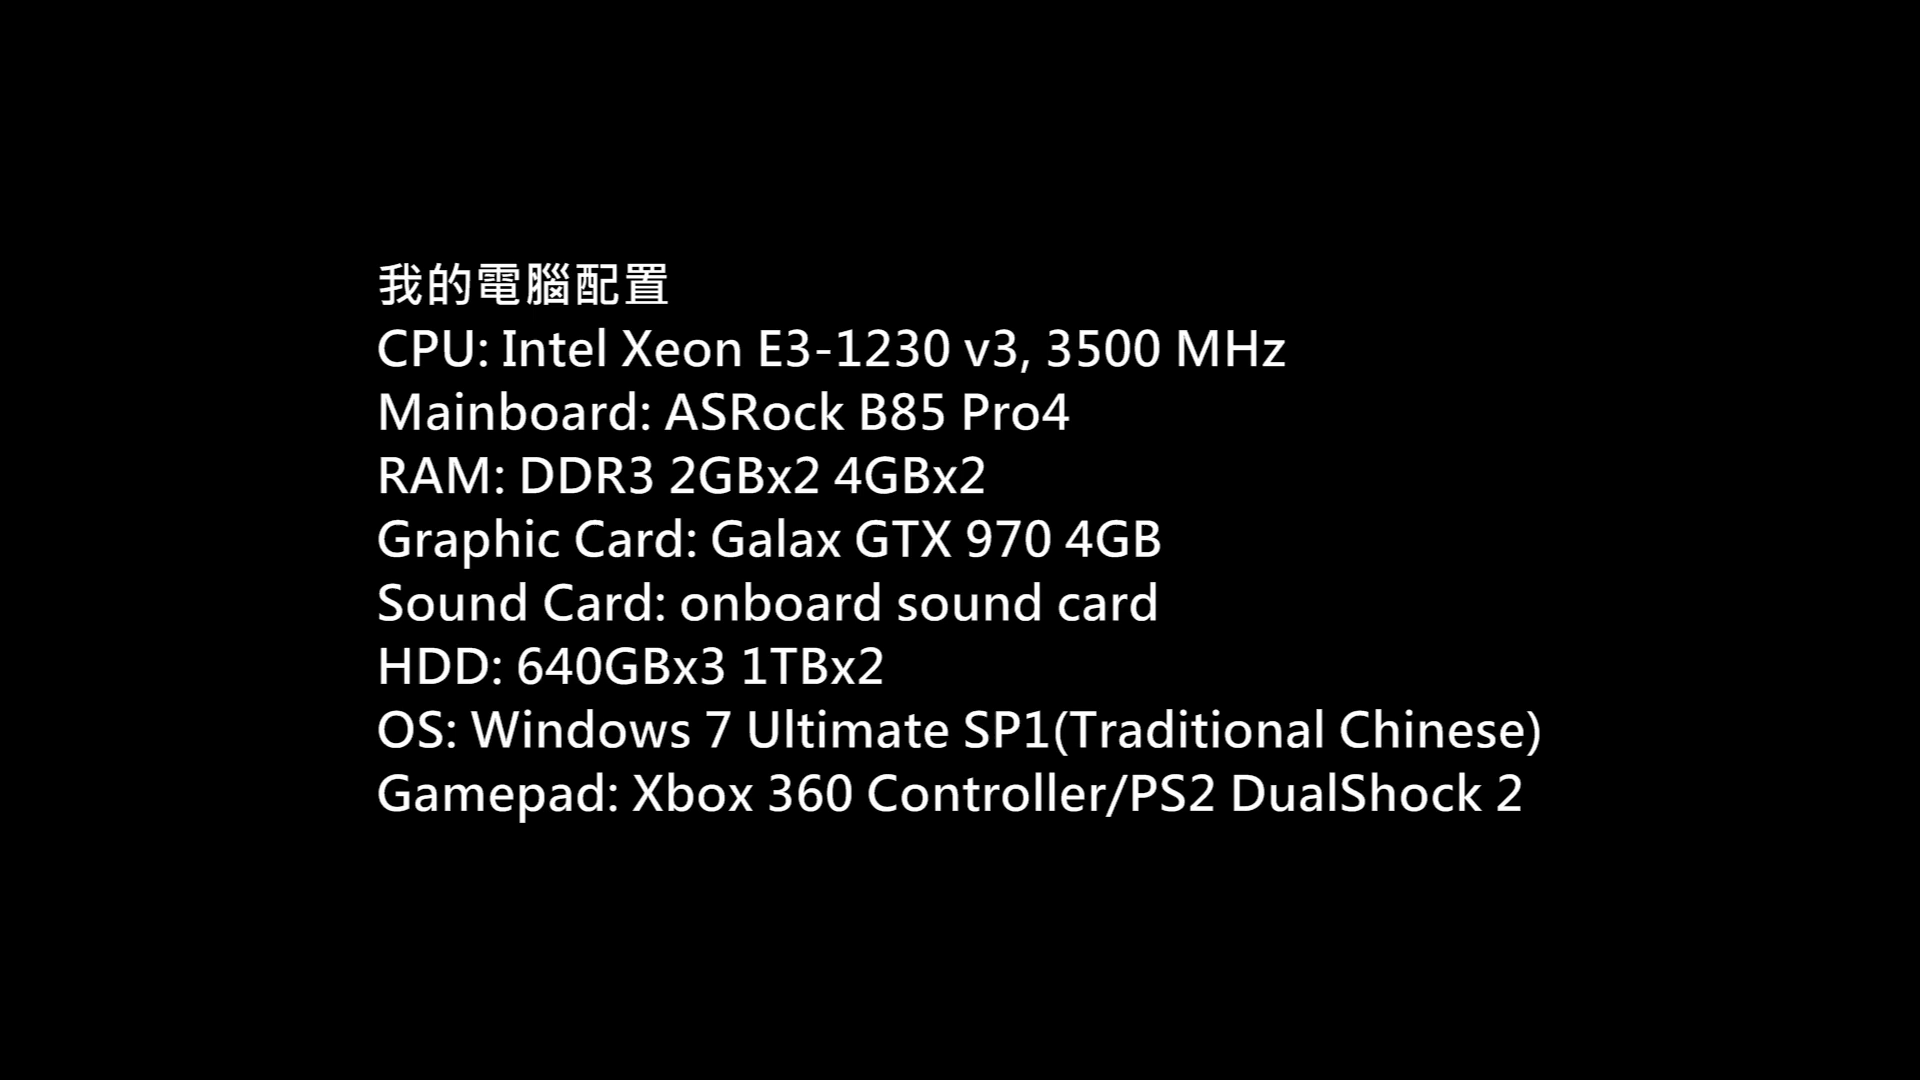 我的電腦配置
CPU: Intel Xeon E3-1230 v3, 3500 MHz
Mainboard: ASRock B85 Pro4
RAM: DDR3 2GBx2 4GBx2
Graphic Card: Galax GTX 970 4GB
Sound Card: onboard sound card
HDD: 640GBx3 1TBx2
OS: Windows 7 Ultimate SP1(Traditional Chinese)
Gamepad: Xbox 360 Controller/PS2 DualShock 2